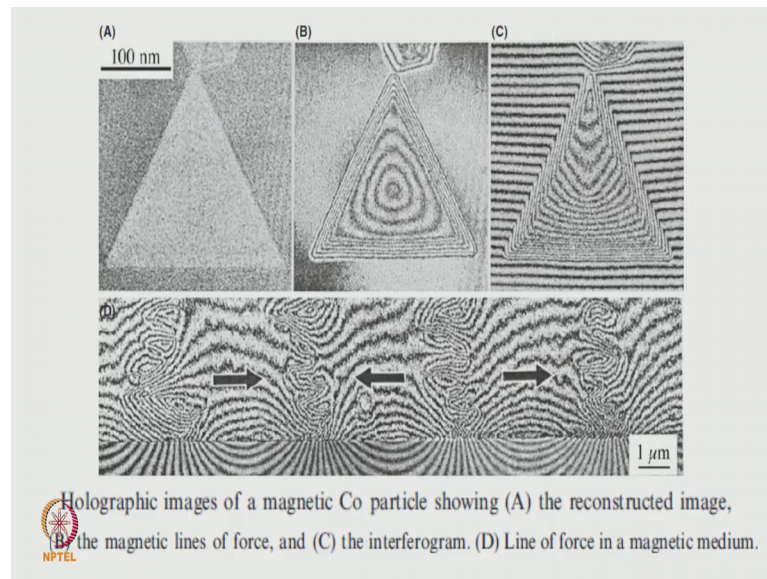 (A) (B) (C)
100 nm
(D)
1 μm
Holographic images of a magnetic Co particle showing (A) the reconstructed image,
(B) the magnetic lines of force, and (C) the interferogram. (D) Line of force in a magnetic medium.
NPTEL